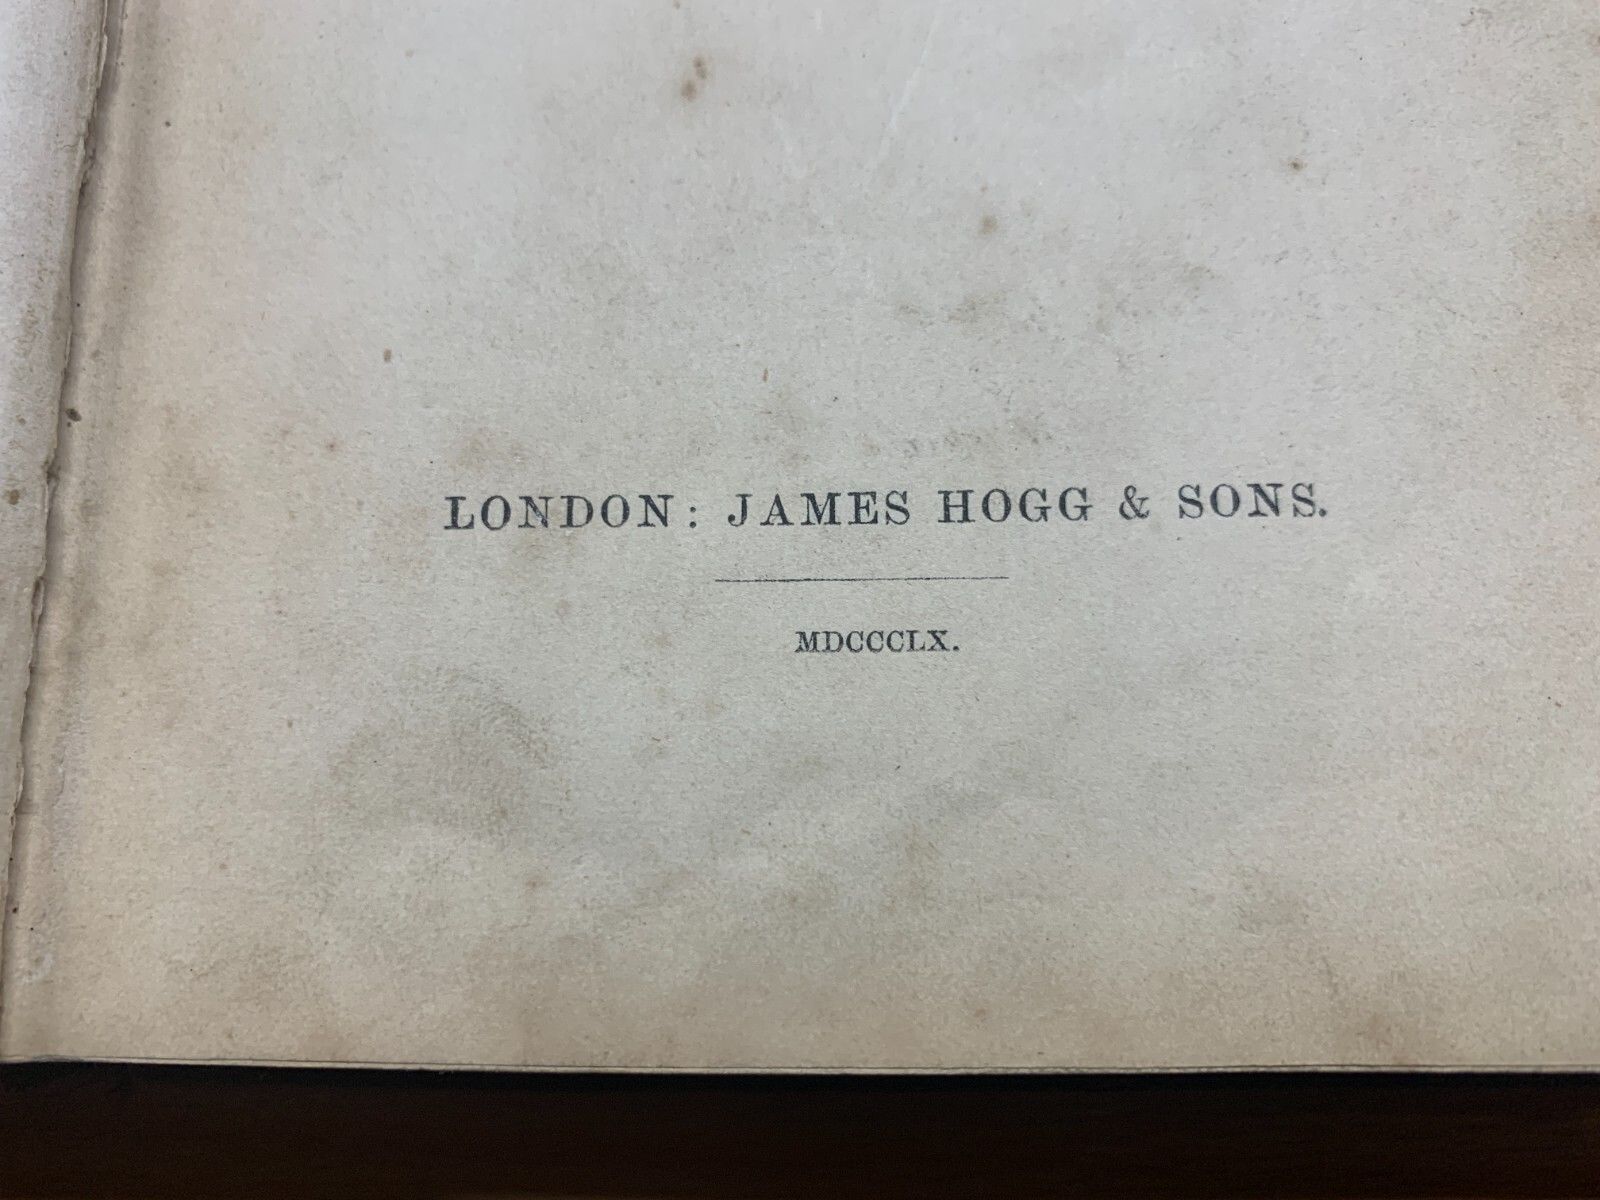 LONDON: JAMES HOGG & SONS.
MDCCCLX.